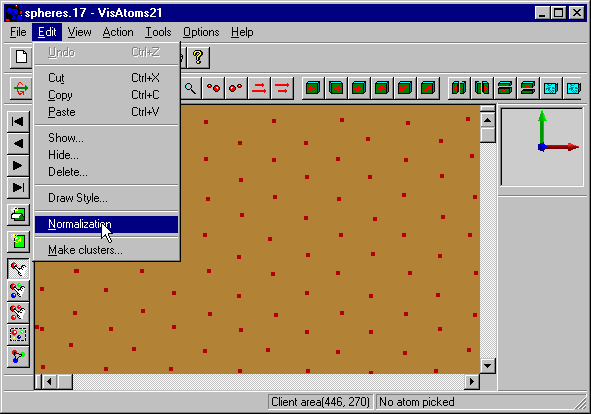 spheres.17 - VisAtoms21
File Edit View Action Tools Options Help
Undo Ctrl+Z
Cut Ctrl+X
Copy Ctrl+C
Paste Ctrl+V
Show...
Hide...
Delete...
Draw Style...
Normalization
Make clusters...
Client area(446, 270) No atom picked